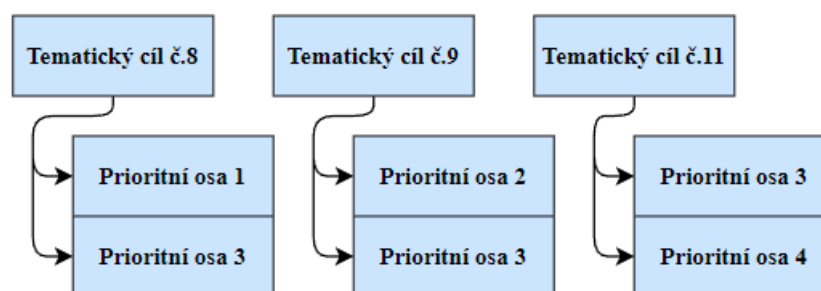 Tematický cíl č.8
Tematický cíl č.9
Tematický cíl č.11
Prioritní osa 1
Prioritní osa 2
Prioritní osa 3
Prioritní osa 3
Prioritní osa 3
Prioritní osa 4